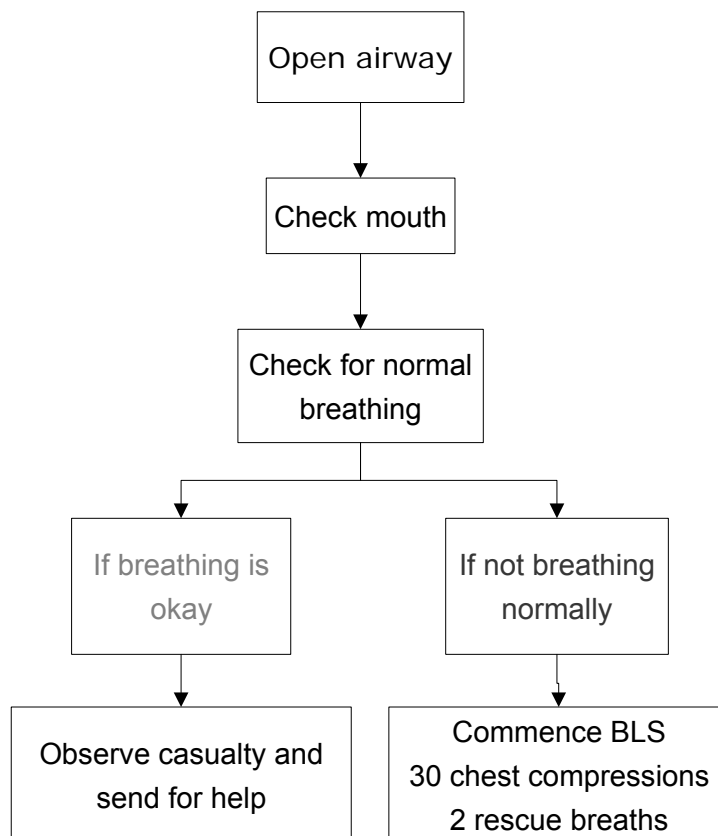 Open airway
Check mouth
Check for normal
breathing
If breathing is
okay
If not breathing
normally
Observe casualty and
send for help
Commence BLS
30 chest compressions
2 rescue breaths